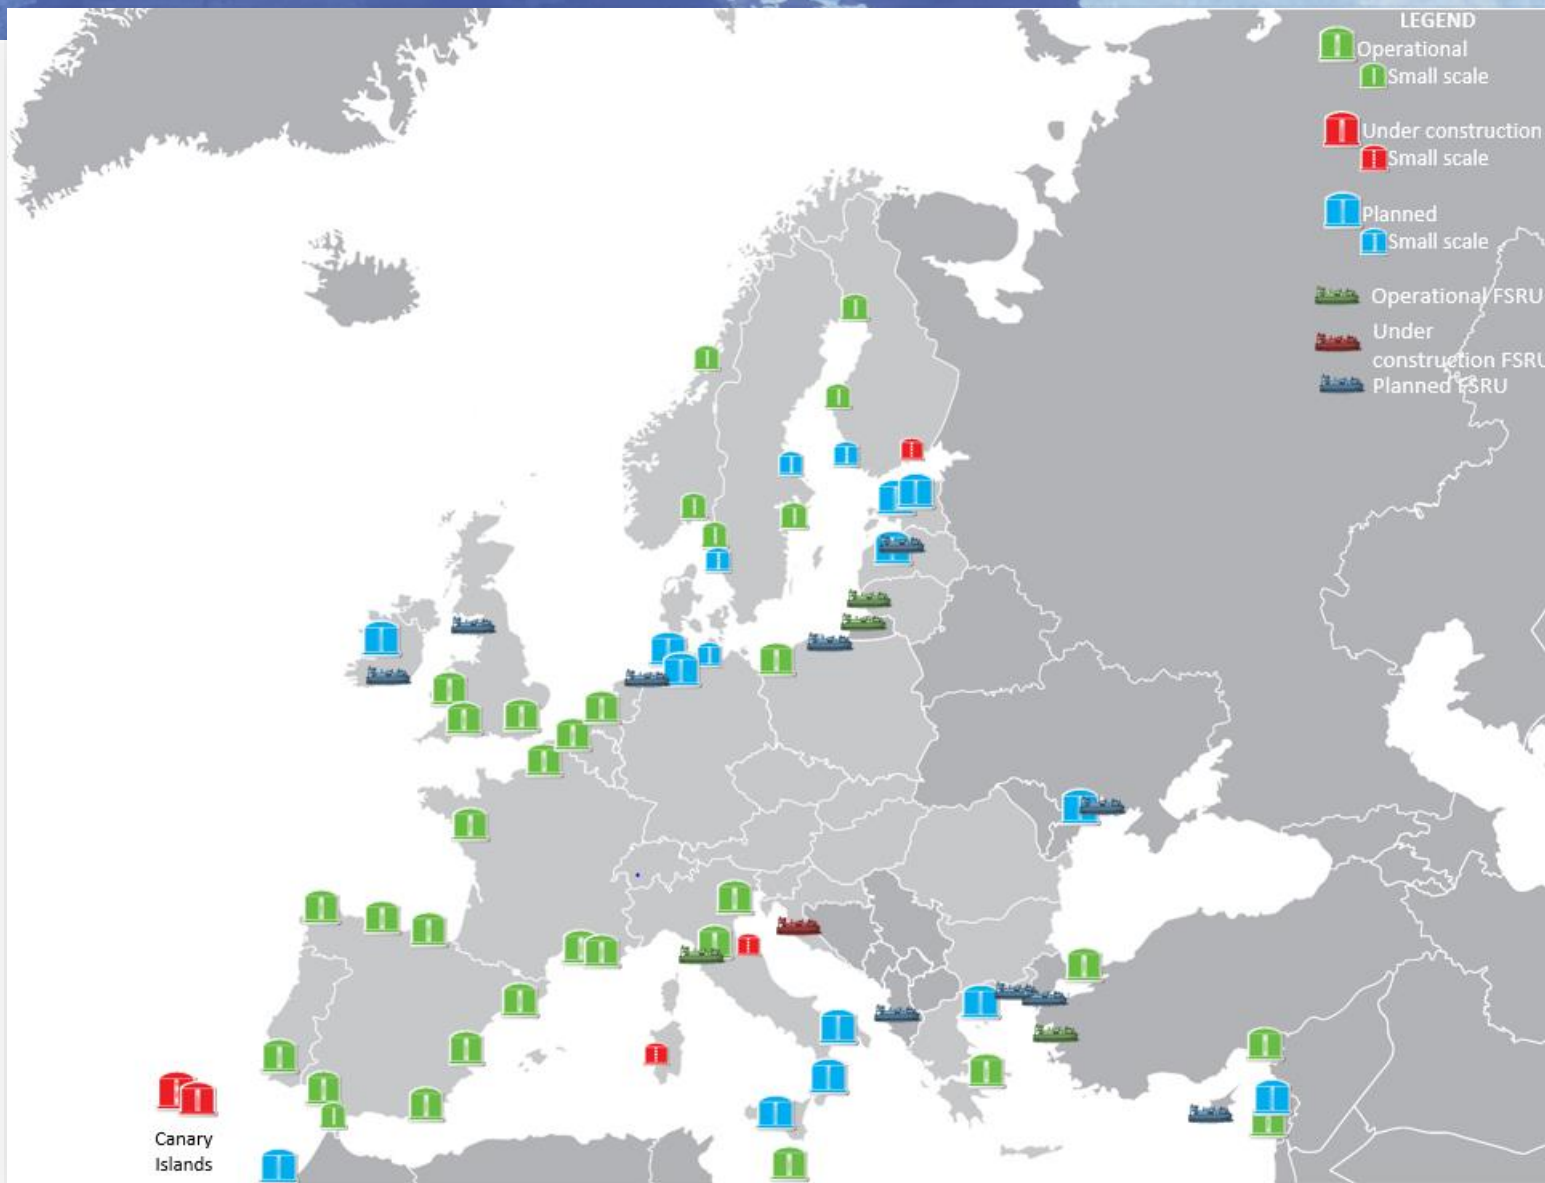 LEGEND
Operational
Small scale
Under construction
Small scale
Planned
Small scale
Operational FSRU
Under
construction FSRU
Planned FSRU
Canary
Islands